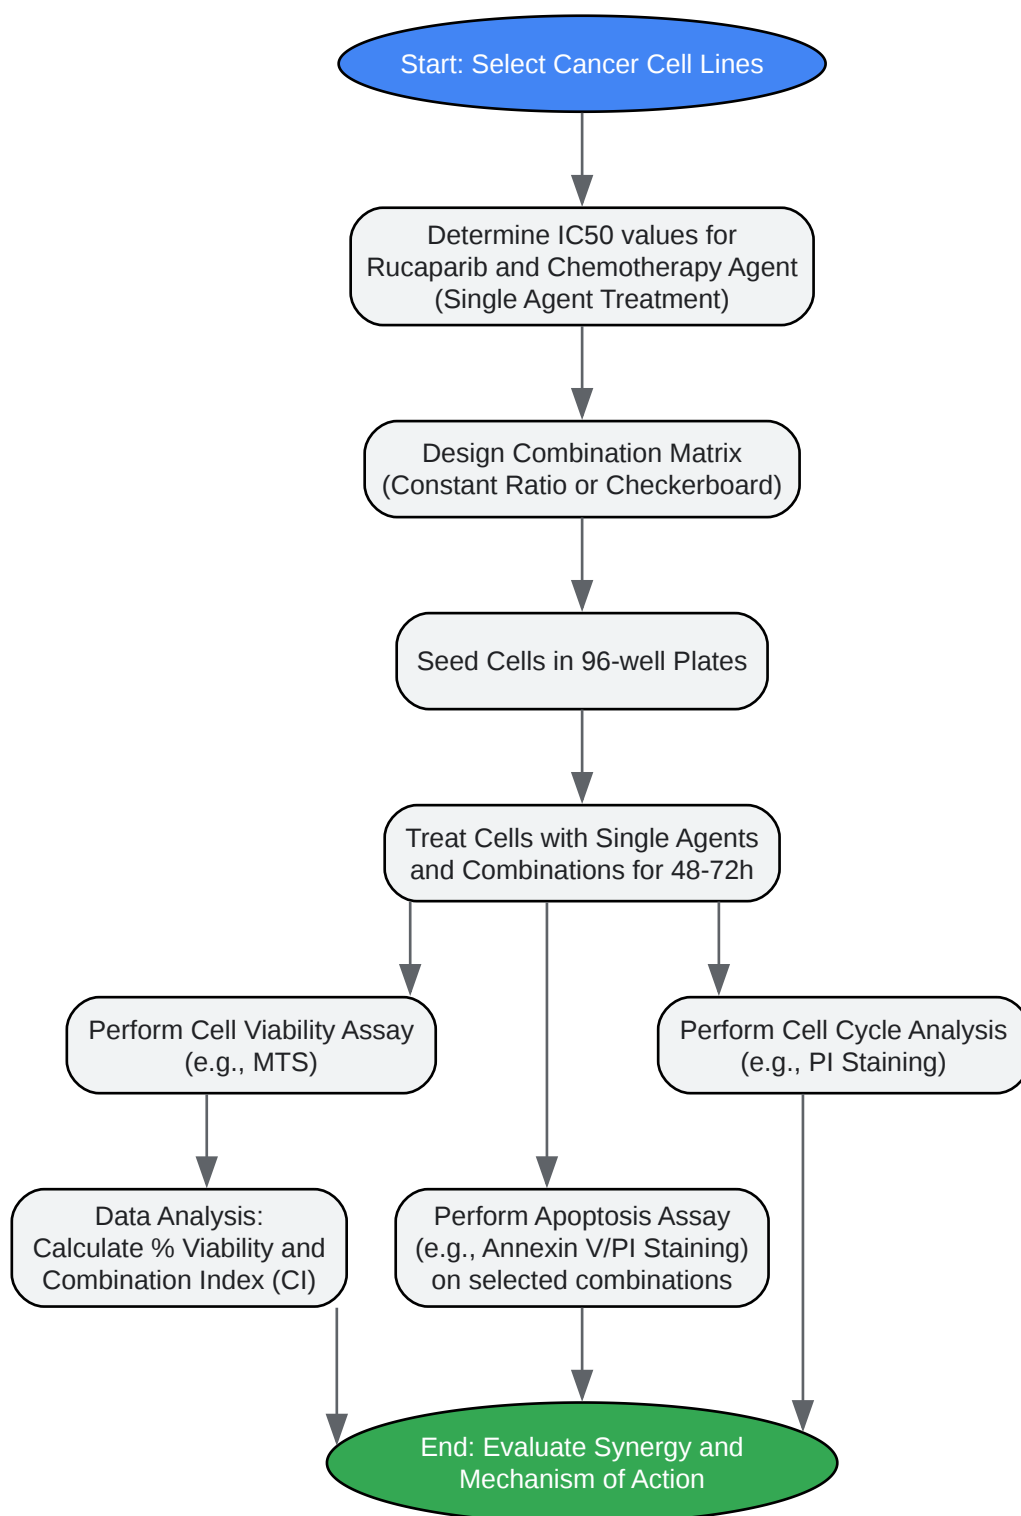 Start: Select Cancer Cell Lines
Determine IC50 values for
Rucaparib and Chemotherapy Agent
(Single Agent Treatment)
Design Combination Matrix
(Constant Ratio or Checkerboard)
Seed Cells in 96-well Plates
Treat Cells with Single Agents
and Combinations for 48-72h
Perform Cell Viability Assay
(e.g., MTS)
Perform Cell Cycle Analysis
(e.g., PI Staining)
Data Analysis:
Calculate % Viability and
Combination Index (CI)
Perform Apoptosis Assay
(e.g., Annexin V/PI Staining)
on selected combinations
End: Evaluate Synergy and
Mechanism of Action